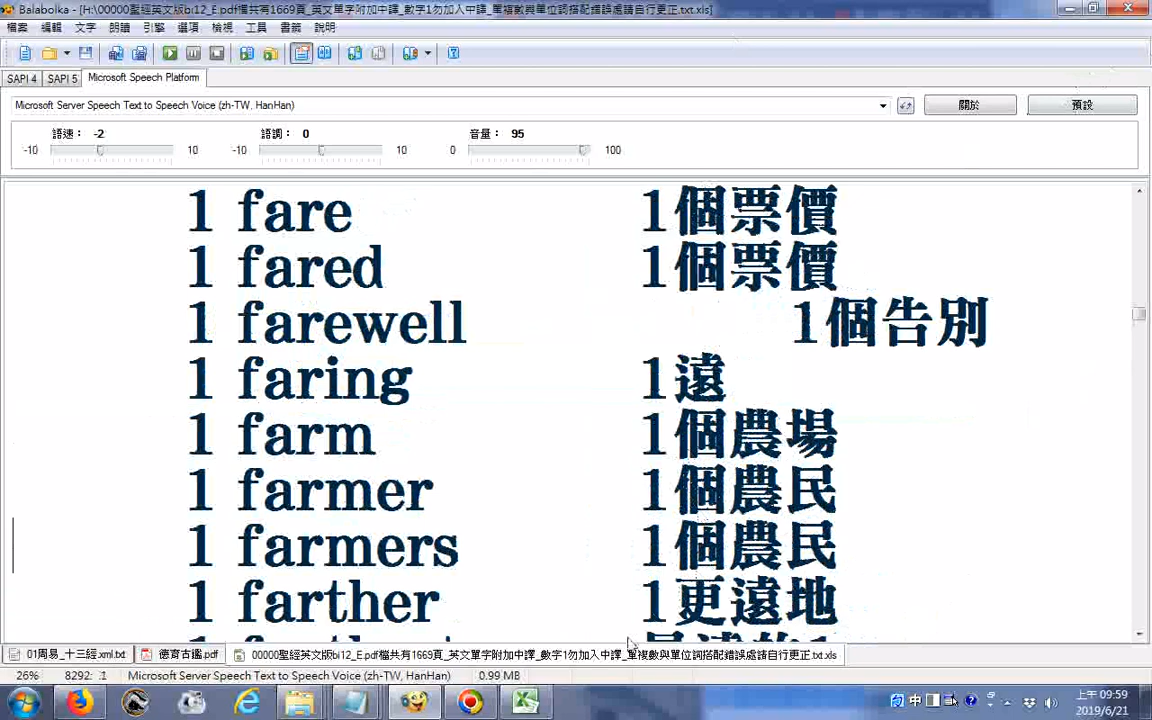 Balabolka - [H:\00000聖經英文版bi12_E.pdf檔共有1669頁_英文單字附加中譯_數字1勿加入中譯_單複數與單位詞搭配錯誤處請自行更正.txt.xls]
檔案 編輯 文字 朗讀 引擎 選項 檢視 工具 書籤 說明
SAPI 4 SAPI 5 Microsoft Speech Platform
Microsoft Server Speech Text to Speech Voice (zh-TW, HanHan) 關於 預設
語速: -2 語調: 0 音量: 95
-10 10 -10 10 0 100
1 fare 1個票價
1 fared 1個票價
1 farewell 1個告別
1 faring 1遠
1 farm 1個農場
1 farmer 1個農民
1 farmers 1個農民
1 farther 1更遠地
01周易_十三經.xml.txt 德育古鑑.pdf 00000聖經英文版bi12_E.pdf檔共有1669頁_英文單字附加中譯_數字1勿加入中譯_單複數與單位詞搭配錯誤處請自行更正.txt.xls
26% 8292: .1 Microsoft Server Speech Text to Speech Voice (zh-TW, HanHan) 0.99 MB
中 上午 09:59
2019/6/21